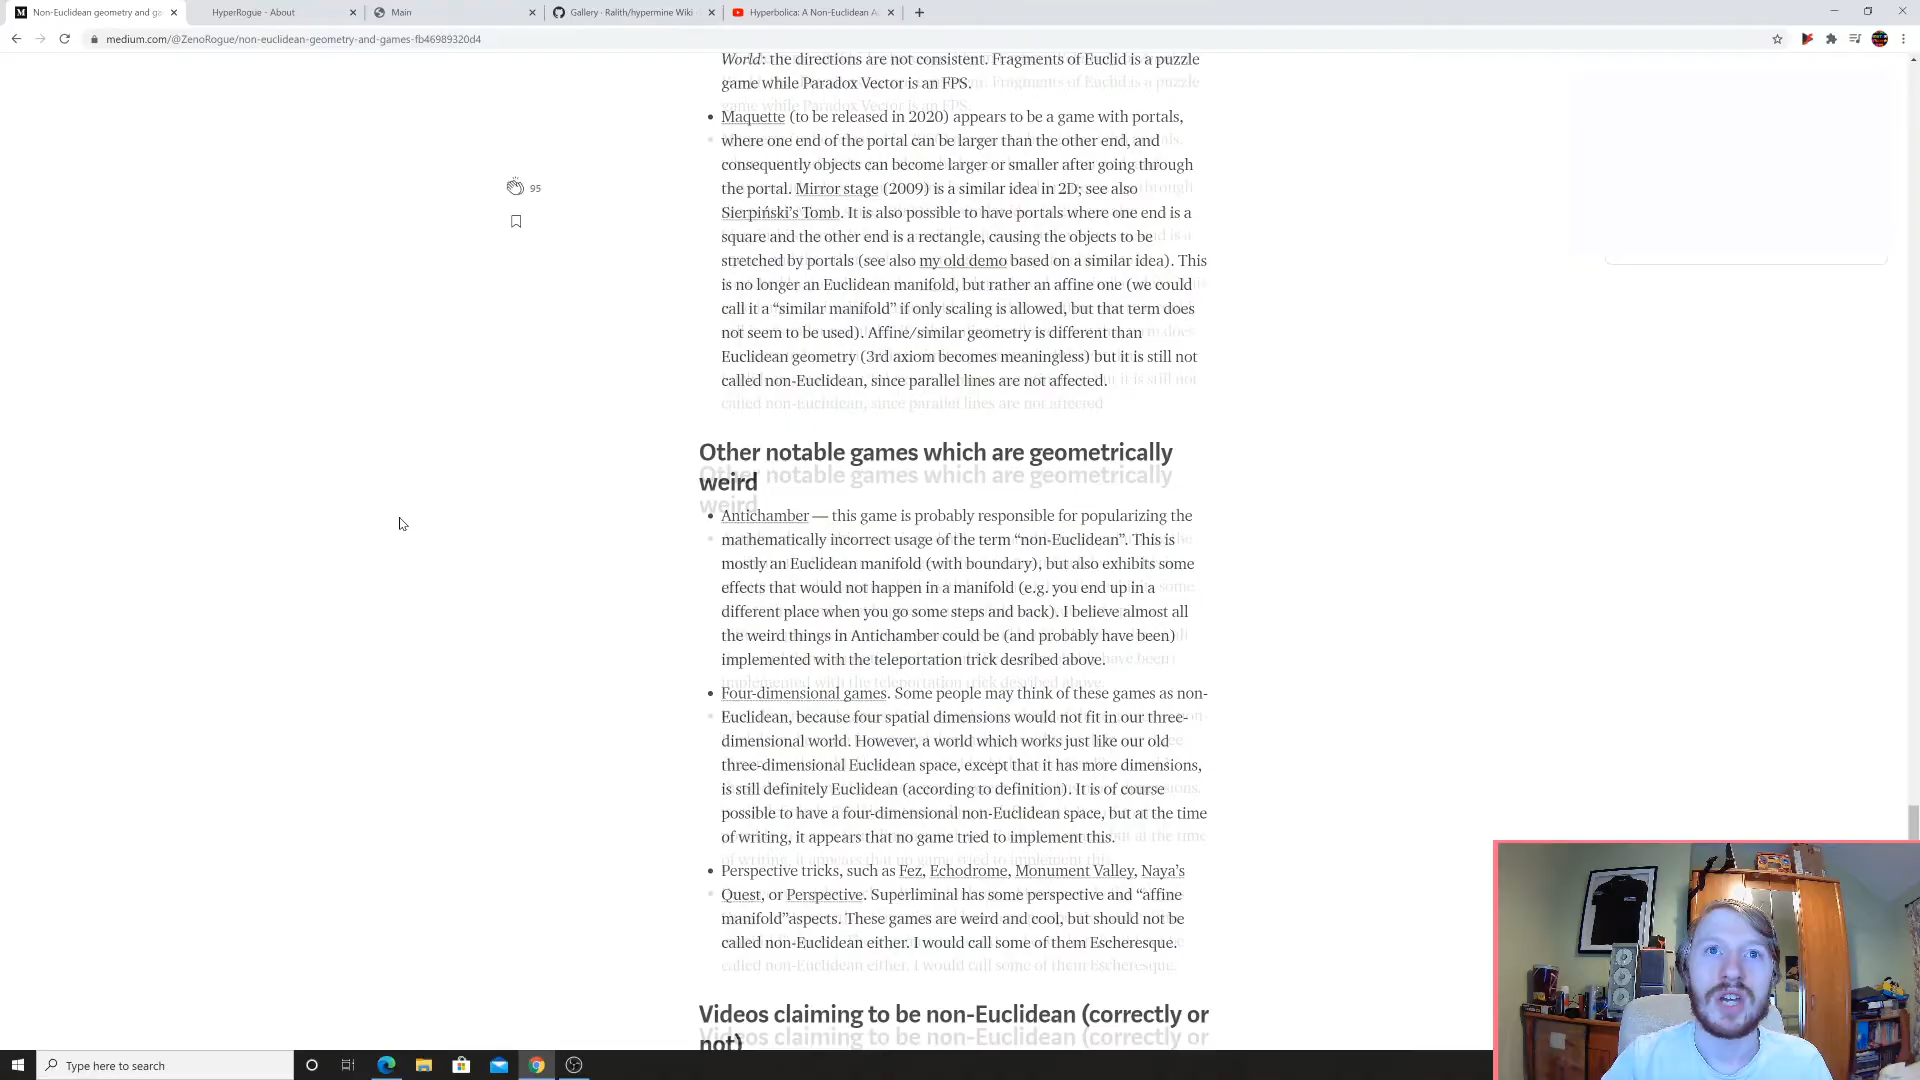 Non-Euclidean geometry and ga
HyperRogue - About
Main
Gallery · Ralith/hypermine Wiki
Hyperbolica: A Non-Euclidean A
medium.com/@ZenoRogue/non-euclidean-geometry-and-games-fb46989320d4
World: the directions are not consistent. Fragments of Euclid is a puzzle
game while Paradox Vector is an FPS.
Maquette (to be released in 2020) appears to be a game with portals,
where one end of the portal can be larger than the other end, and
consequently objects can become larger or smaller after going through
the portal. Mirror stage (2009) is a similar idea in 2D; see also
Sierpiński's Tomb. It is also possible to have portals where one end is a
square and the other end is a rectangle, causing the objects to be
stretched by portals (see also my old demo based on a similar idea). This
is no longer an Euclidean manifold, but rather an affine one (we could
call it a “similar manifold” if only scaling is allowed, but that term does
not seem to be used). Affine/similar geometry is different than
Euclidean geometry (3rd axiom becomes meaningless) but it is still not
called non-Euclidean, since parallel lines are not affected.
95
Other notable games which are geometrically
weird
Antichamber — this game is probably responsible for popularizing the
mathematically incorrect usage of the term “non-Euclidean”. This is
mostly an Euclidean manifold (with boundary), but also exhibits some
effects that would not happen in a manifold (e.g. you end up in a
different place when you go some steps and back). I believe almost all
the weird things in Antichamber could be (and probably have been)
implemented with the teleportation trick desribed above.
Four-dimensional games. Some people may think of these games as non-
Euclidean, because four spatial dimensions would not fit in our three-
dimensional world. However, a world which works just like our old
three-dimensional Euclidean space, except that it has more dimensions,
is still definitely Euclidean (according to definition). It is of course
possible to have a four-dimensional non-Euclidean space, but at the time
of writing, it appears that no game tried to implement this.
Perspective tricks, such as Fez, Echodrome, Monument Valley, Naya's
Quest, or Perspective. Superliminal has some perspective and “affine
manifold”aspects. These games are weird and cool, but should not be
called non-Euclidean either. I would call some of them Escheresque.
Videos claiming to be non-Euclidean (correctly or
not)
Type here to search